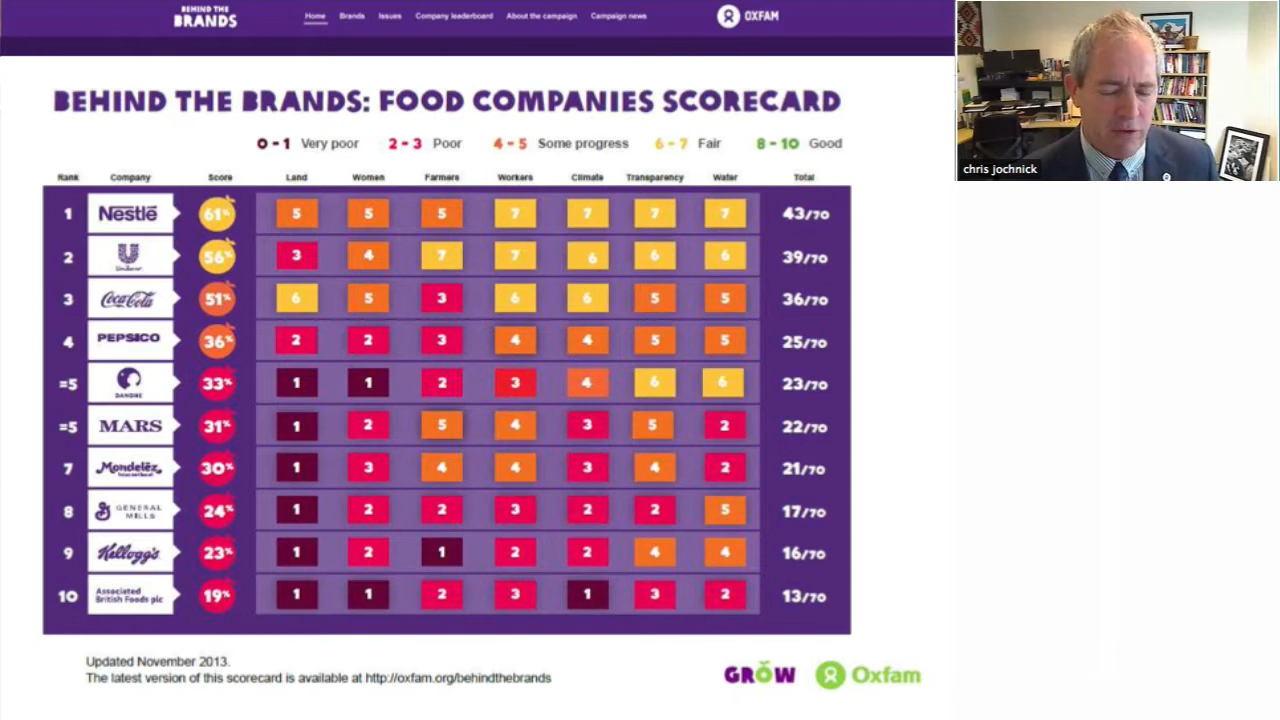 BEHIND THE
BRANDS
Home Brands Issues Company leaderboard About the campaign Campaign news
OXFAM
chris jochnick
BEHIND THE BRANDS: FOOD COMPANIES SCORECARD
0 - 1 Very poor 2 - 3 Poor 4 - 5 Some progress 6 - 7 Fair 8 - 10 Good
Rank Company Score Land Women Farmers Workers Climate Transparency Water Total
1 Nestlé 61% 5 5 5 7 7 7 7 43/70
2 Unilever 56% 3 4 7 7 6 6 6 39/70
3 Coca-Cola 51% 6 5 3 6 6 5 5 36/70
4 PEPSICO 36% 2 2 3 4 4 5 5 25/70
=5 DANONE 33% 1 1 2 3 4 6 6 23/70
=5 MARS 31% 1 2 5 4 3 5 2 22/70
7 Mondelēz International 30% 1 3 4 4 3 4 2 21/70
8 GENERAL MILLS 24% 1 2 2 3 2 2 5 17/70
9 Kellogg's 23% 1 2 1 2 2 4 4 16/70
10 Associated British Foods plc 19% 1 1 2 3 1 3 2 13/70
Updated November 2013.
The latest version of this scorecard is available at http://oxfam.org/behindthebrands
GROW
Oxfam